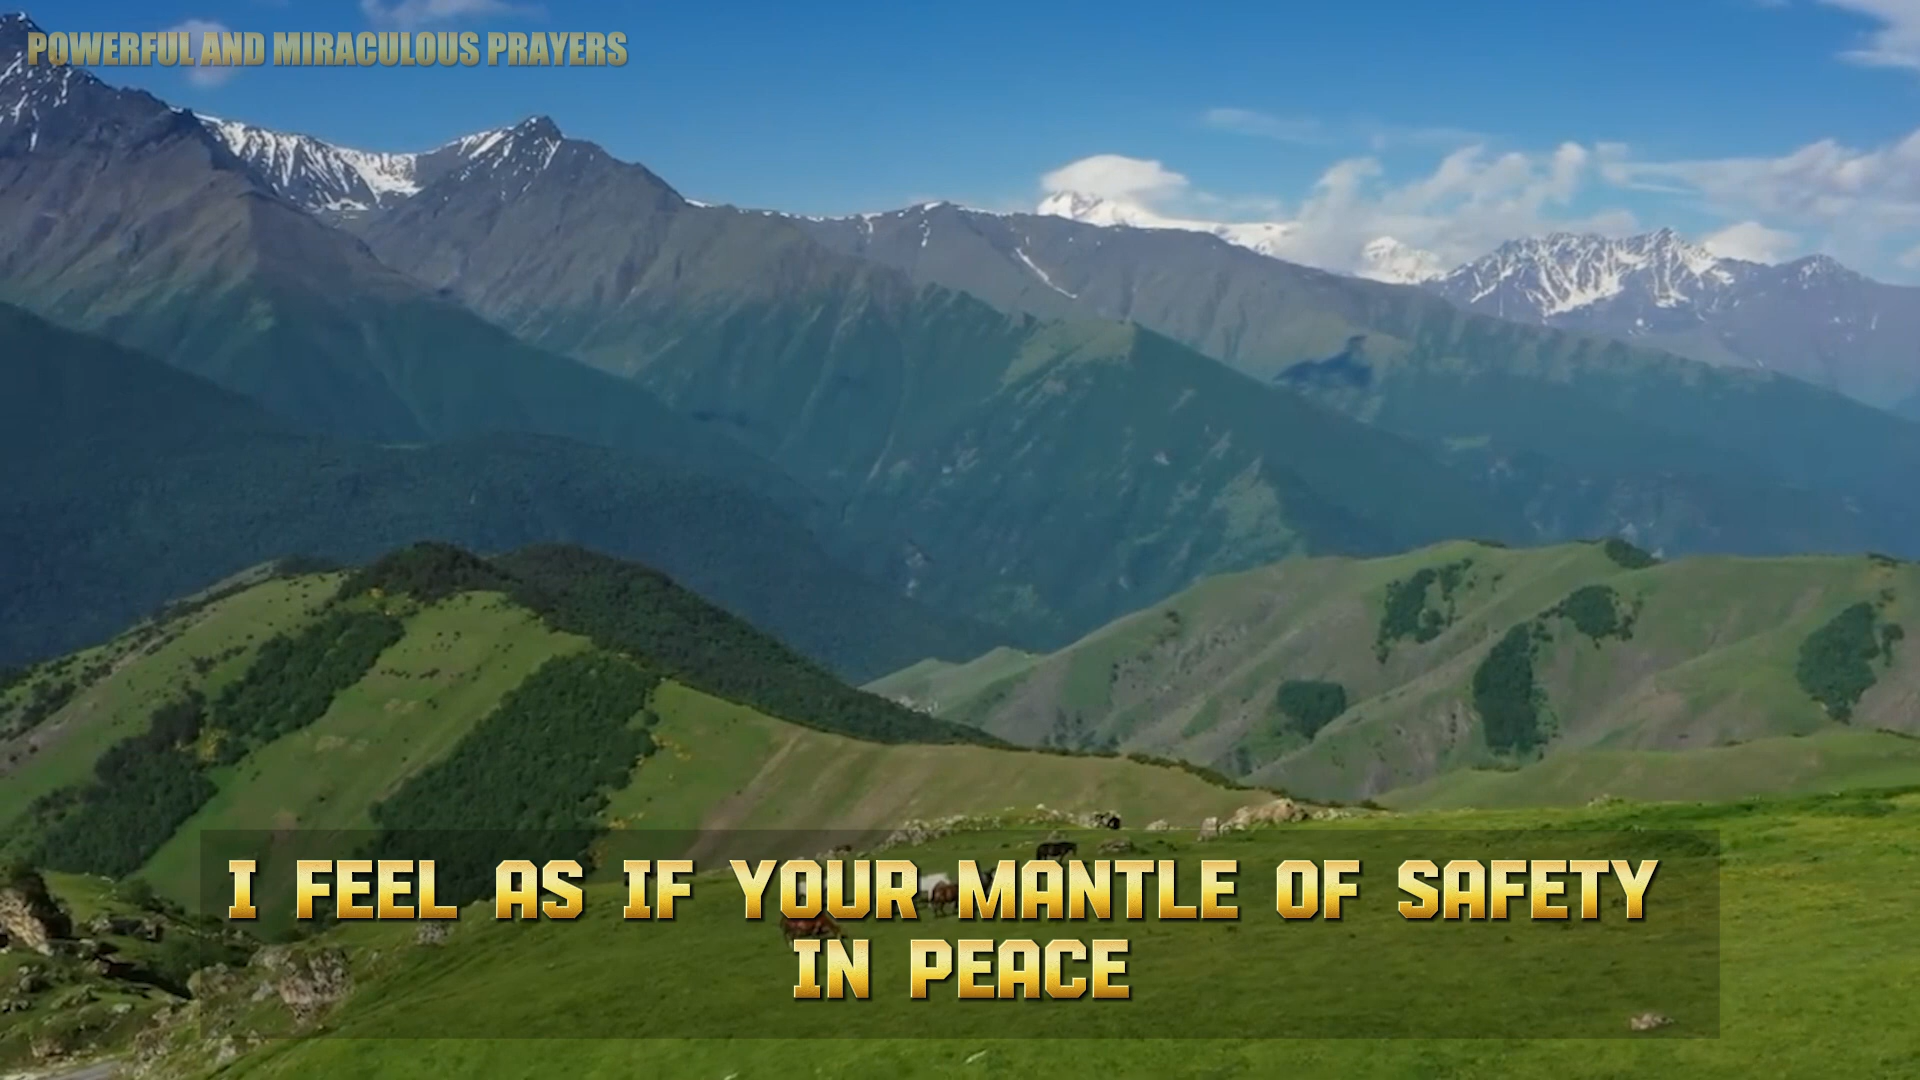 POWERFUL AND MIRACULOUS PRAYERS
I FEEL AS IF YOUR MANTLE OF SAFETY
IN PEACE